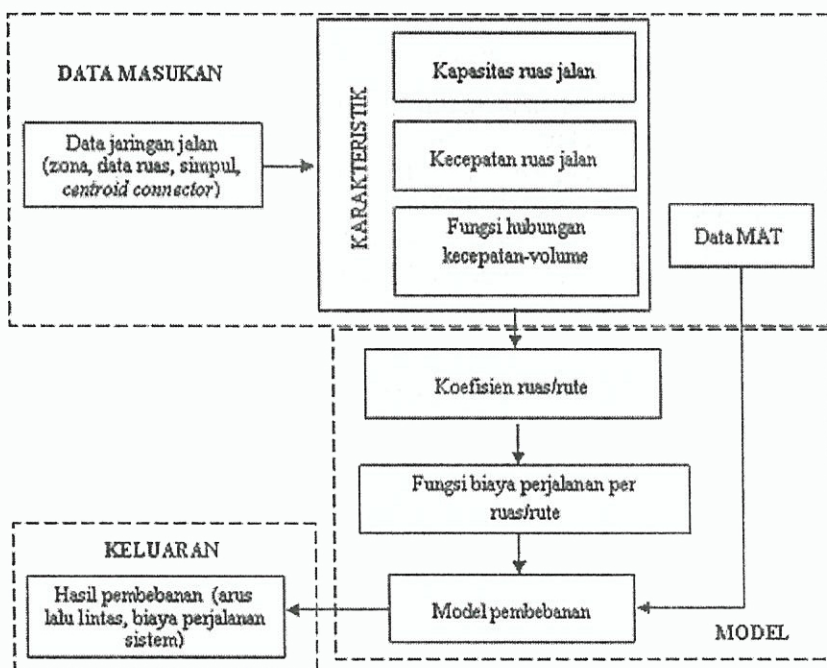 DATA MASUKAN
Data jaringan jalan
(zona, data ruas, simpul,
centroid connector)
KARAKTERISTIK
Kapasitas ruas jalan
Kecepatan ruas jalan
Fungsi hubungan
kecepatan-volume
Data MAT
Koefisien ruas/rute
Fungsi biaya perjalanan per
ruas/rute
Model pembebanan
MODEL
KELUARAN
Hasil pembebanan (arus
lalu lintas, biaya perjalanan
sistem)